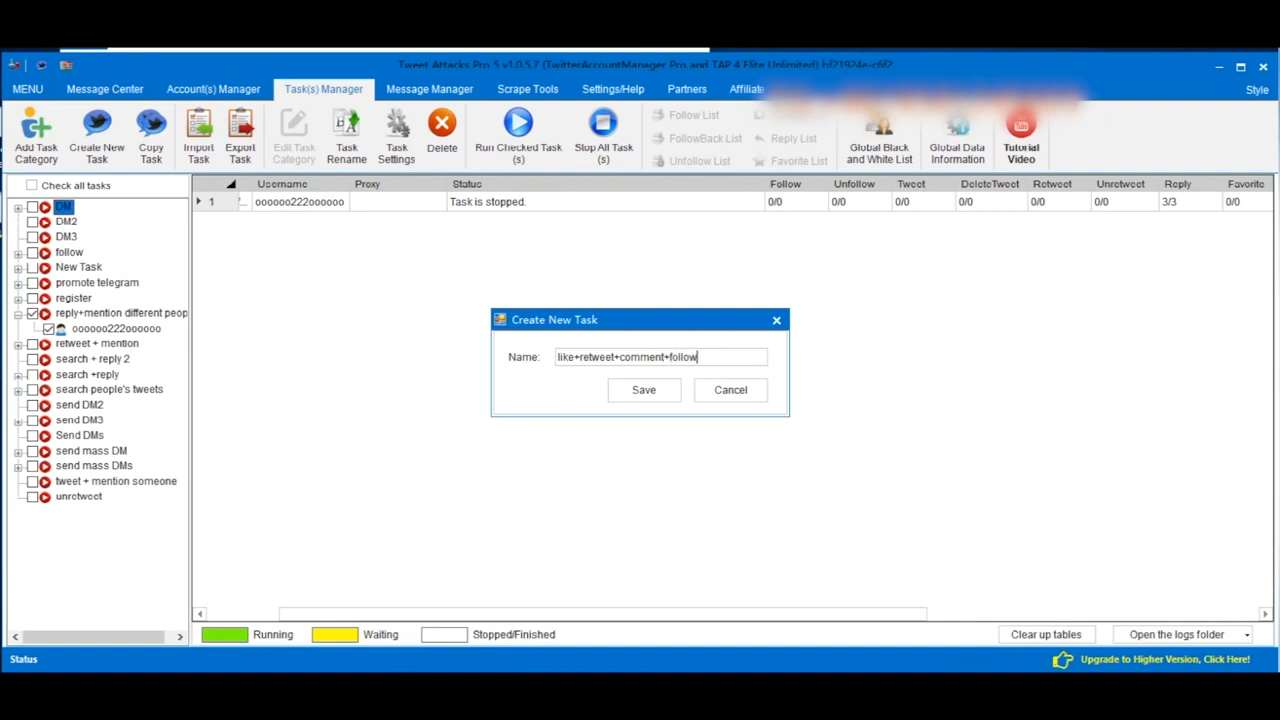 Tweet Attacks Pro 5 v1.0.5.7 (TwitterAccountManager Pro and TAP 4 Elite Unlimited) bf21924e-c6f2
MENU Message Center Account(s) Manager Task(s) Manager Message Manager Scrape Tools Settings/Help Partners Affiliate Style
Add Task Category
Create New Task
Copy Task
Import Task
Export Task
Edit Task Category
Task Rename
Task Settings
Delete
Run Checked Task (s)
Stop All Task (s)
Follow List
FollowBack List
Reply List
Unfollow List
Favorite List
Global Black and White List
Global Data Information
Tutorial Video
Check all tasks
Username Proxy Status Follow Unfollow Tweet DeleteTweet Retweet Unretweet Reply Favorite
1 oooooo222oooooo Task is stopped. 0/0 0/0 0/0 0/0 0/0 0/0 3/3 0/0
DM
DM2
DM3
follow
New Task
promote telegram
register
reply+mention different peop
oooooo222oooooo
retweet + mention
search + reply 2
search +reply
search people's tweets
send DM2
send DM3
Send DMs
send mass DM
send mass DMs
tweet + mention someone
unretweet
Create New Task
Name: like+retweet+comment+follow
Save Cancel
Running Waiting Stopped/Finished Clear up tables Open the logs folder
Status Upgrade to Higher Version, Click Here!